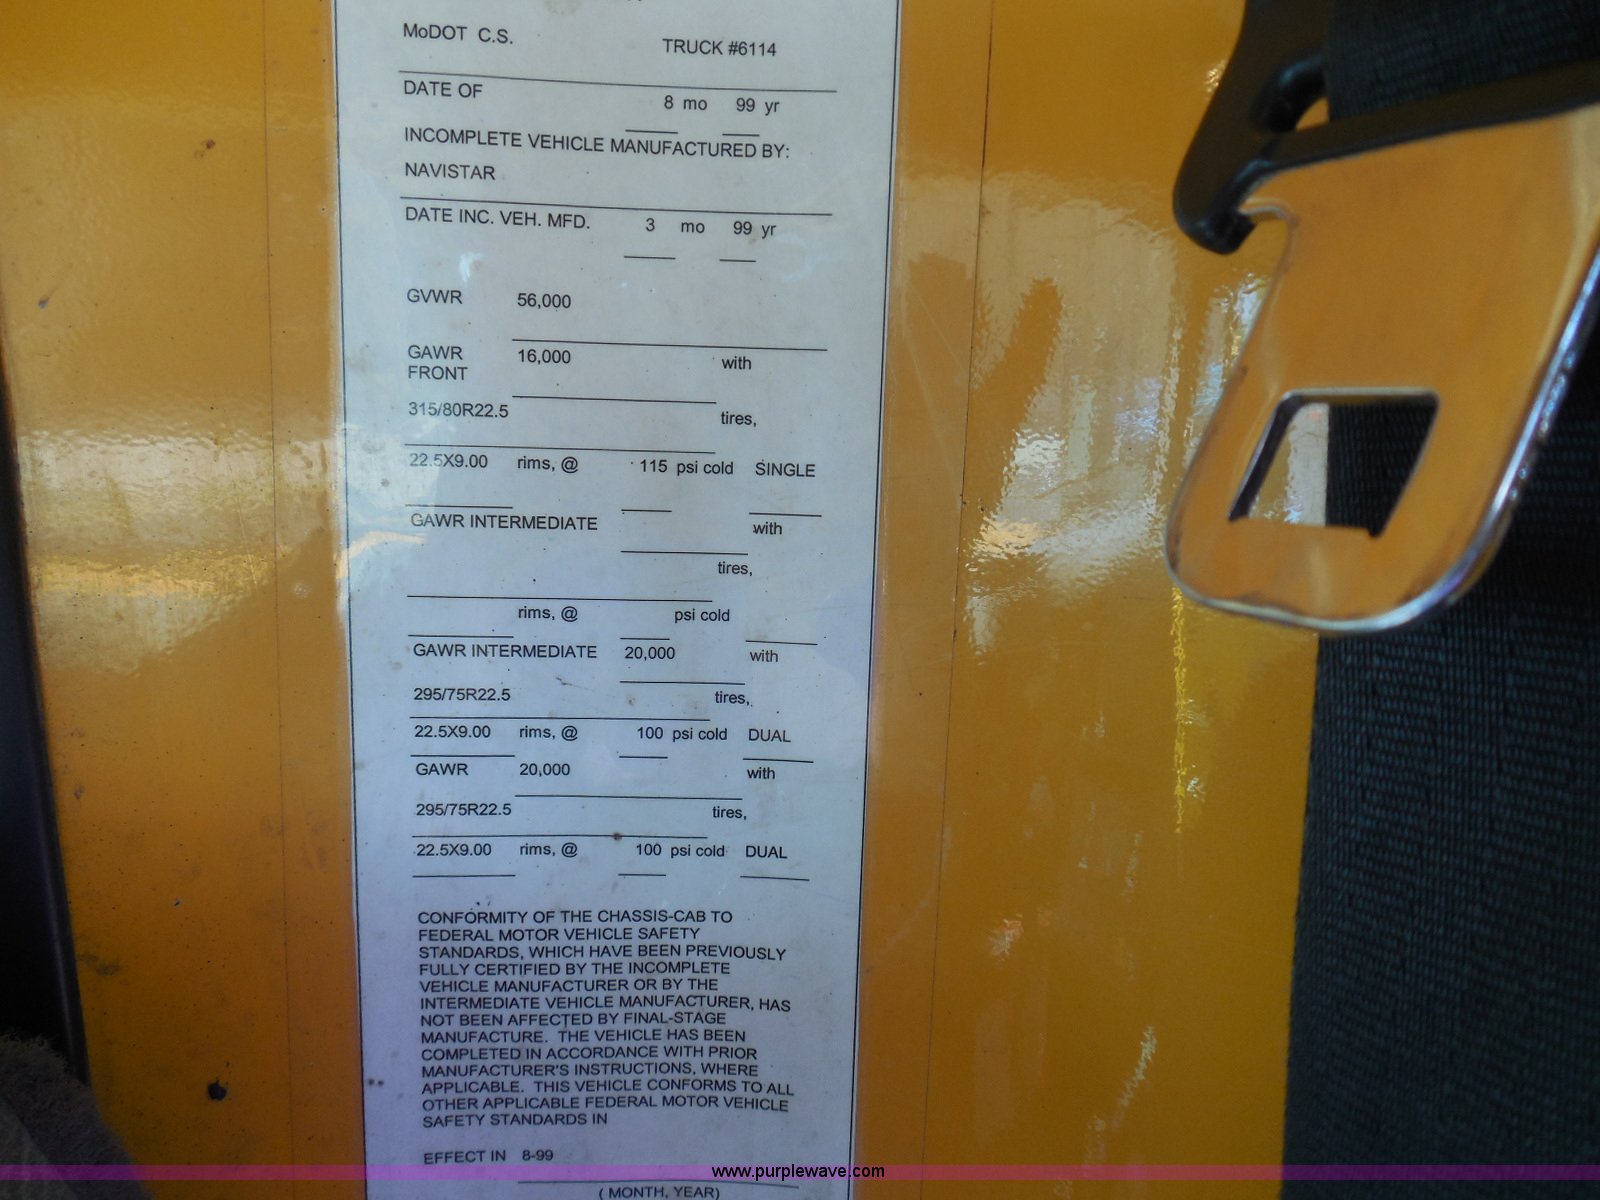 MoDOT C.S. TRUCK #6114
DATE OF 8 mo 99 yr
INCOMPLETE VEHICLE MANUFACTURED BY:
NAVISTAR
DATE INC. VEH. MFD. 3 mo 99 yr
GVWR 56,000
GAWR 16,000 with
FRONT
315/80R22.5 tires,
22.5X9.00 rims, @ 115 psi cold SINGLE
GAWR INTERMEDIATE with
tires,
rims, @ psi cold
GAWR INTERMEDIATE 20,000 with
295/75R22.5 tires,
22.5X9.00 rims, @ 100 psi cold DUAL
GAWR 20,000 with
295/75R22.5 tires,
22.5X9.00 rims, @ 100 psi cold DUAL
CONFORMITY OF THE CHASSIS-CAB TO
FEDERAL MOTOR VEHICLE SAFETY
STANDARDS, WHICH HAVE BEEN PREVIOUSLY
FULLY CERTIFIED BY THE INCOMPLETE
VEHICLE MANUFACTURER OR BY THE
INTERMEDIATE VEHICLE MANUFACTURER, HAS
NOT BEEN AFFECTED BY FINAL-STAGE
MANUFACTURE. THE VEHICLE HAS BEEN
COMPLETED IN ACCORDANCE WITH PRIOR
MANUFACTURER'S INSTRUCTIONS, WHERE
APPLICABLE. THIS VEHICLE CONFORMS TO ALL
OTHER APPLICABLE FEDERAL MOTOR VEHICLE
SAFETY STANDARDS IN
EFFECT IN 8-99
www.purplewave.com
( MONTH, YEAR)